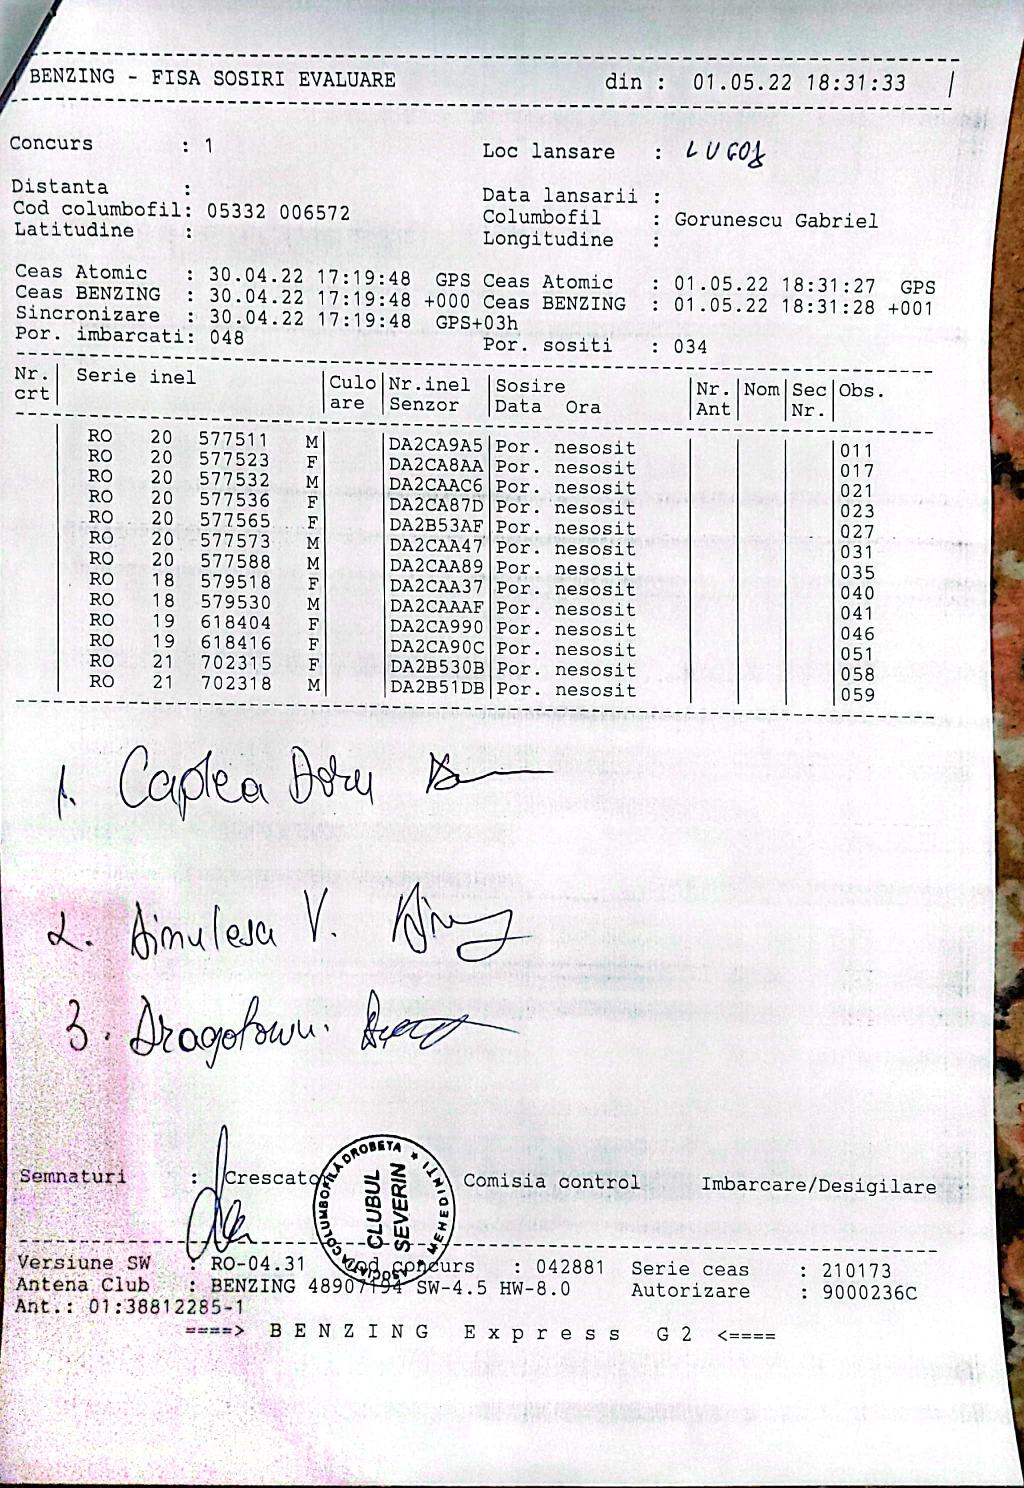 BENZING - FISA SOSIRI EVALUARE din : 01.05.22 18:31:33
Concurs : 1 Loc lansare : LUGOJ
Distanta : Data lansarii :
Cod columbofil: 05332 006572 Columbofil : Gorunescu Gabriel
Latitudine : Longitudine :
Ceas Atomic : 30.04.22 17:19:48 GPS Ceas Atomic : 01.05.22 18:31:27 GPS
Ceas BENZING : 30.04.22 17:19:48 +000 Ceas BENZING : 01.05.22 18:31:28 +001
Sincronizare : 30.04.22 17:19:48 GPS+03h
Por. imbarcati: 048 Por. sositi : 034
Nr. Serie inel Culo Nr.inel Sosire Nr. Nom Sec Obs.
crt are Senzor Data Ora Ant Nr.
RO 20 577511 M DA2CA9A5 Por. nesosit 011
RO 20 577523 F DA2CA8AA Por. nesosit 017
RO 20 577532 M DA2CAAC6 Por. nesosit 021
RO 20 577536 F DA2CA87D Por. nesosit 023
RO 20 577565 F DA2B53AF Por. nesosit 027
RO 20 577573 M DA2CAA47 Por. nesosit 031
RO 20 577588 M DA2CAA89 Por. nesosit 035
RO 18 579518 F DA2CAA37 Por. nesosit 040
RO 18 579530 M DA2CAAAF Por. nesosit 041
RO 19 618404 F DA2CA990 Por. nesosit 046
RO 19 618416 F DA2CA90C Por. nesosit 051
RO 21 702315 F DA2B530B Por. nesosit 058
RO 21 702318 M DA2B51DB Por. nesosit 059
1. Caplea Doru
2. Dimulesa V.
3.
Semnaturi : Crescator Comisia control Imbarcare/Desigilare
ASOCIATIA COLUMBOFILA DROBETA * MEHEDINTI *
CLUBUL
SEVERIN
Versiune SW : RO-04.31 Cod concurs : 042881 Serie ceas : 210173
Antena Club : BENZING 48907194 SW-4.5 HW-8.0 Autorizare : 9000236C
Ant.: 01:38812285-1
====> BENZING Express G2 <====